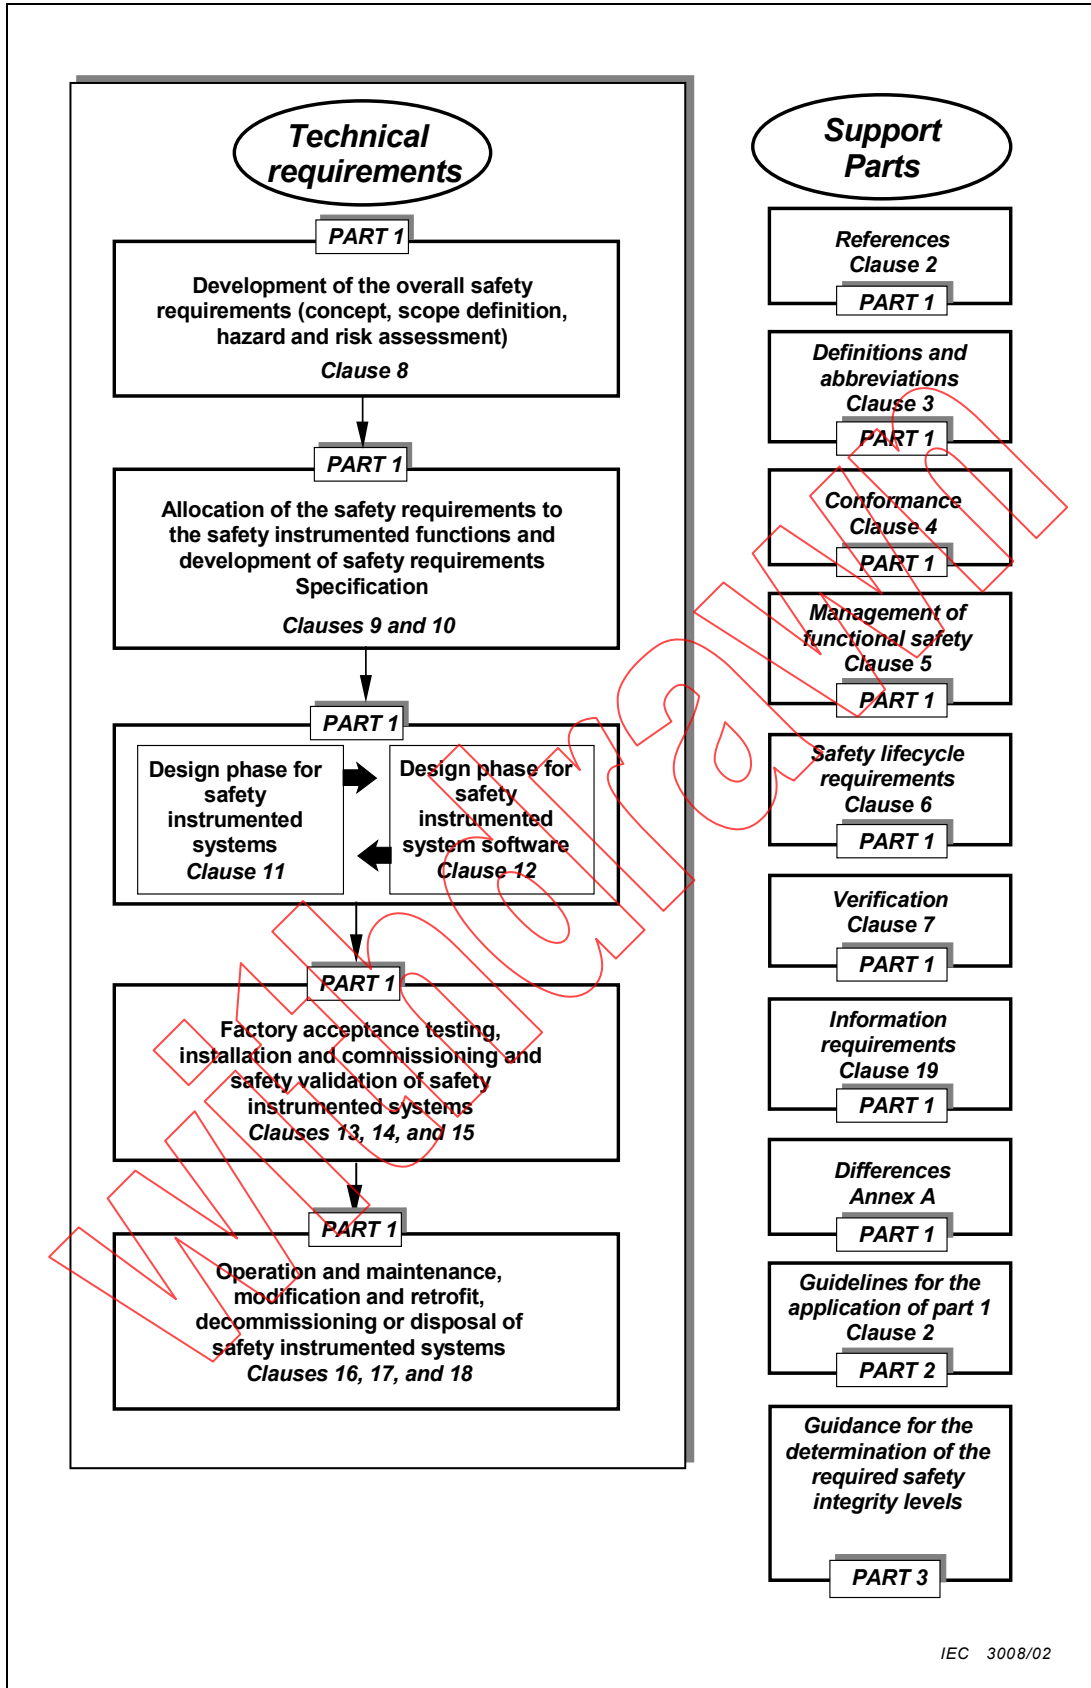 Technical
requirements
PART 1
Development of the overall safety
requirements (concept, scope definition,
hazard and risk assessment)
Clause 8
PART 1
Allocation of the safety requirements to
the safety instrumented functions and
development of safety requirements
Specification
Clauses 9 and 10
PART 1
Design phase for
safety
instrumented
systems
Clause 11
Design phase for
safety
instrumented
system software
Clause 12
PART 1
Factory acceptance testing,
installation and commissioning and
safety validation of safety
instrumented systems
Clauses 13, 14, and 15
PART 1
Operation and maintenance,
modification and retrofit,
decommissioning or disposal of
safety instrumented systems
Clauses 16, 17, and 18
Support
Parts
References
Clause 2
PART 1
Definitions and
abbreviations
Clause 3
PART 1
Conformance
Clause 4
PART 1
Management of
functional safety
Clause 5
PART 1
Safety lifecycle
requirements
Clause 6
PART 1
Verification
Clause 7
PART 1
Information
requirements
Clause 19
PART 1
Differences
Annex A
PART 1
Guidelines for the
application of part 1
Clause 2
PART 2
Guidance for the
determination of the
required safety
integrity levels
PART 3
IEC 3008/02
Withdrawn